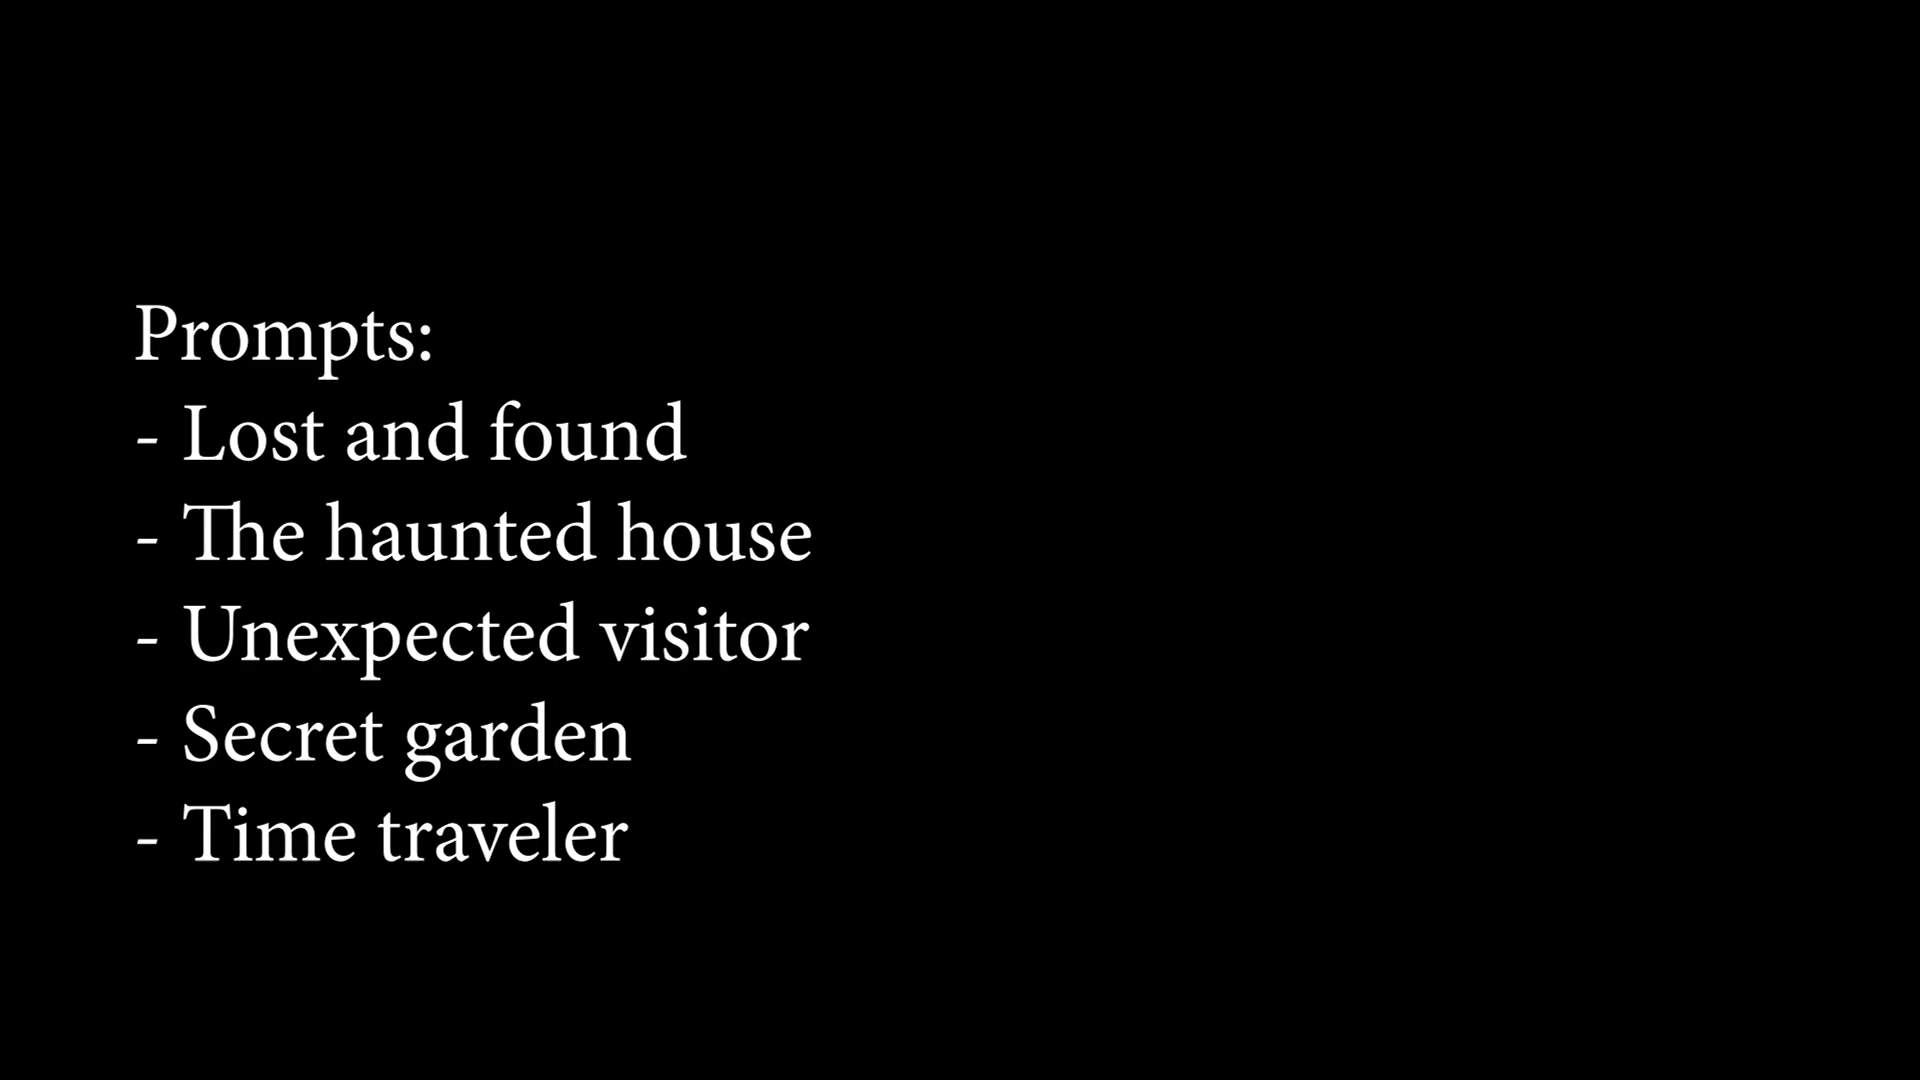 Prompts:
- Lost and found
- The haunted house
- Unexpected visitor
- Secret garden
- Time traveler